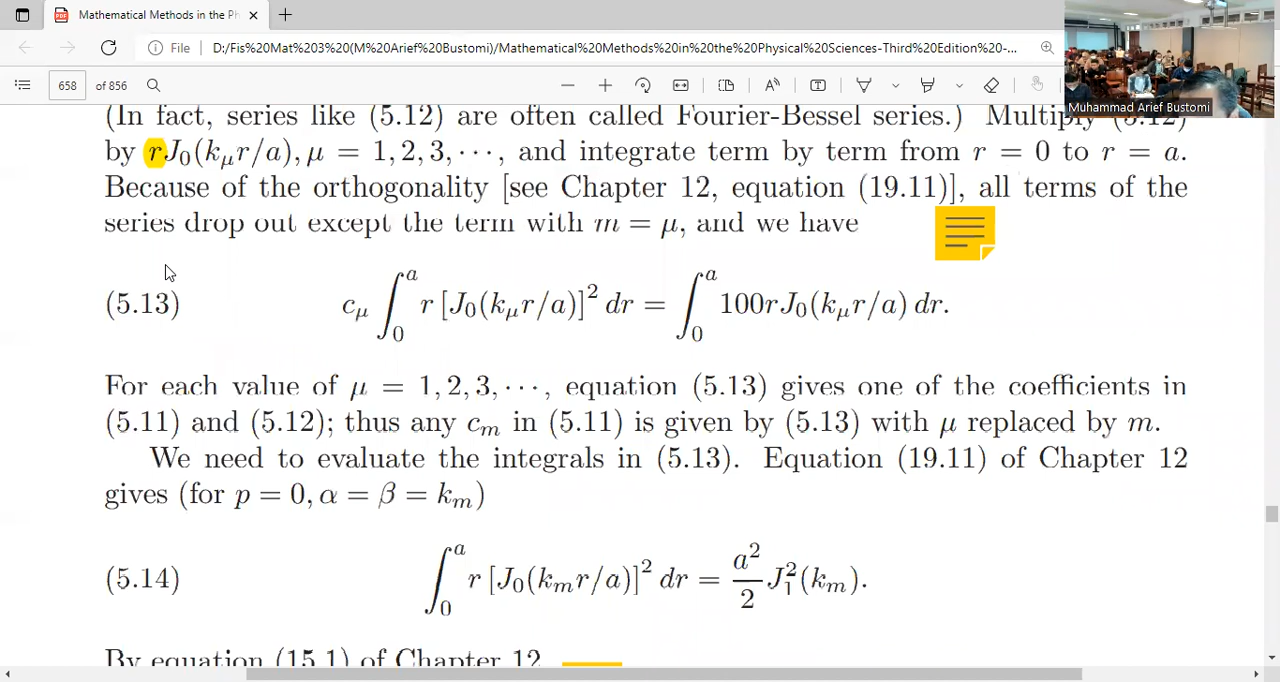 Mathematical Methods in the Ph
File
D:/Fis%20Mat%203%20(M%20Arief%20Bustomi)/Mathematical%20Methods%20in%20the%20Physical%20Sciences-Third%20Edition%20-...
658 of 856
Muhammad Arief Bustomi
(In fact, series like (5.12) are often called Fourier-Bessel series.) Multiply (5.12)
by rJ₀(k_μr/a), μ = 1, 2, 3, ⋯, and integrate term by term from r = 0 to r = a.
Because of the orthogonality [see Chapter 12, equation (19.11)], all terms of the
series drop out except the term with m = μ, and we have
(5.13) c_μ ∫₀ᵃ r [J₀(k_μr/a)]² dr = ∫₀ᵃ 100rJ₀(k_μr/a) dr.
For each value of μ = 1, 2, 3, ⋯, equation (5.13) gives one of the coefficients in
(5.11) and (5.12); thus any c_m in (5.11) is given by (5.13) with μ replaced by m.
We need to evaluate the integrals in (5.13). Equation (19.11) of Chapter 12
gives (for p = 0, α = β = k_m)
(5.14) ∫₀ᵃ r [J₀(k_mr/a)]² dr = a²/2 J₁²(k_m).
By equation (15.1) of Chapter 12